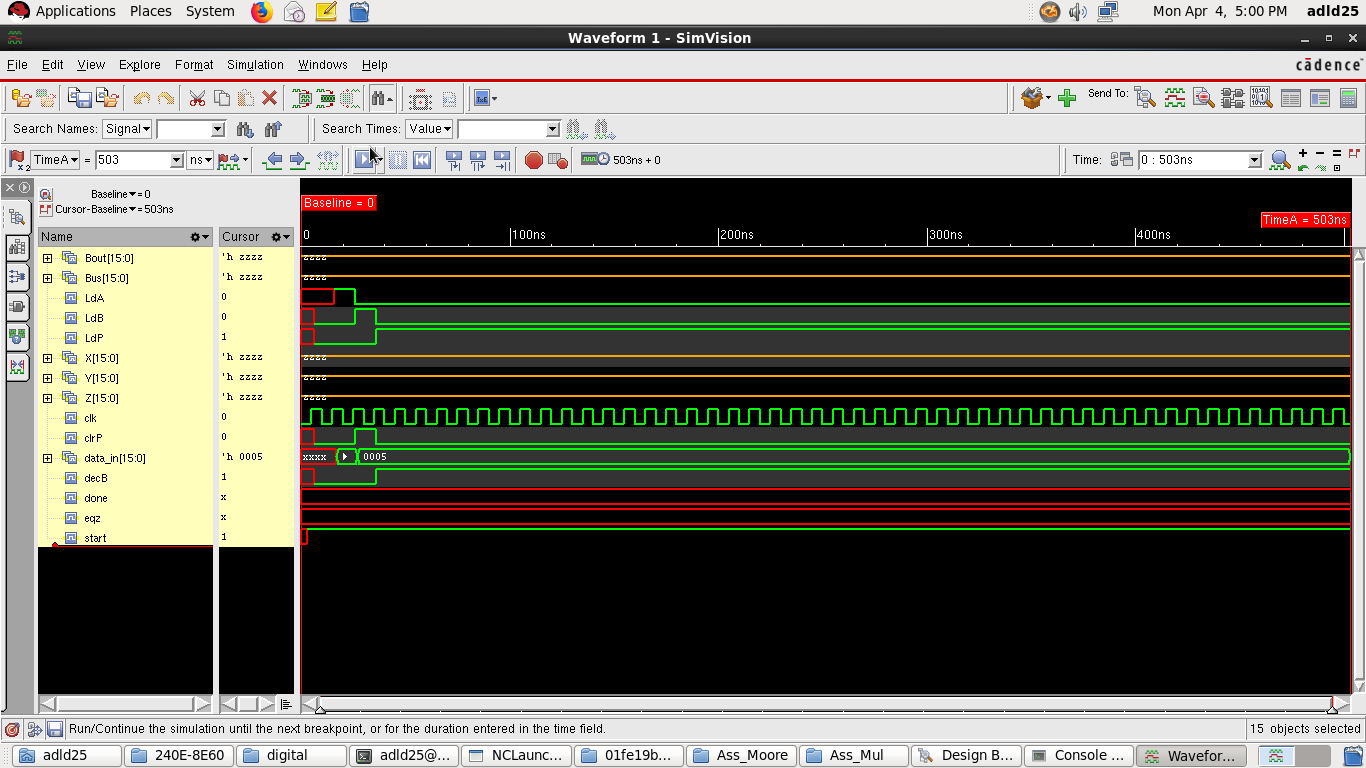 Applications Places System Mon Apr 4, 5:00 PM adld25
Waveform 1 - SimVision
File Edit View Explore Format Simulation Windows Help cādence
Send To:
Search Names: Signal Search Times: Value
TimeA = 503 ns 503ns + 0 Time: 0 : 503ns
Baseline = 0
Cursor-Baseline = 503ns
Baseline = 0
TimeA = 503ns
0 100ns 200ns 300ns 400ns
Name Cursor
Bout[15:0] 'h zzzz zzzz
Bus[15:0] 'h zzzz zzzz
LdA 0
LdB 0
LdP 1
X[15:0] 'h zzzz zzzz
Y[15:0] 'h zzzz zzzz
Z[15:0] 'h zzzz zzzz
clk 0
clrP 0
data_in[15:0] 'h 0005 xxxx 0005
decB 1
done x
eqz x
start 1
Run/Continue the simulation until the next breakpoint, or for the duration entered in the time field. 15 objects selected
adld25 240E-8E60 digital adld25@... NCLaunc... 01fe19b... Ass_Moore Ass_Mul Design B... Console ... Wavefor...